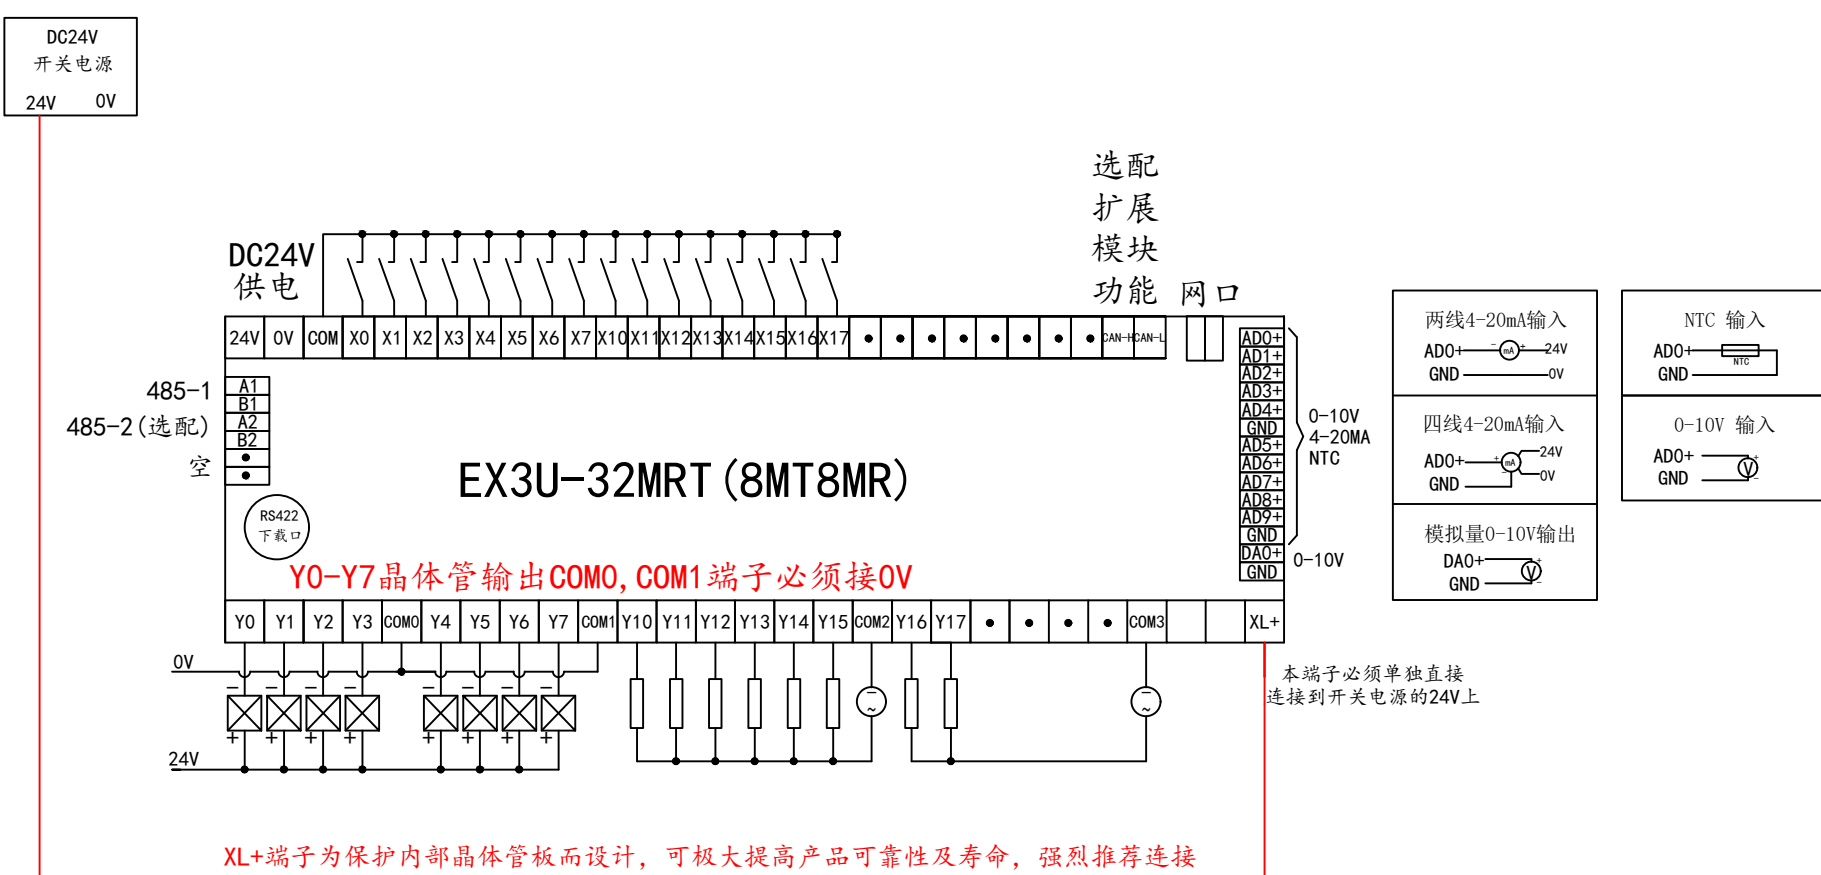 DC24V
开关电源
24V 0V
选配
扩展
模块
功能
网口
DC24V
供电
24V 0V COM X0 X1 X2 X3 X4 X5 X6 X7 X10 X11 X12 X13 X14 X15 X16 X17 CAN-H CAN-L
485-1
485-2(选配)
空
A1
B1
A2
B2
RS422
下载口
EX3U-32MRT(8MT8MR)
Y0-Y7晶体管输出COM0,COM1端子必须接0V
AD0+
AD1+
AD2+
AD3+
AD4+
GND
AD5+
AD6+
AD7+
AD8+
AD9+
GND
DA0+
GND
0-10V
4-20MA
NTC
0-10V
Y0 Y1 Y2 Y3 COM0 Y4 Y5 Y6 Y7 COM1 Y10 Y11 Y12 Y13 Y14 Y15 COM2 Y16 Y17 COM3 XL+
0V
24V
本端子必须单独直接
连接到开关电源的24V上
XL+端子为保护内部晶体管板而设计，可极大提高产品可靠性及寿命，强烈推荐连接
两线4-20mA输入
AD0+ - mA + 24V
GND 0V
四线4-20mA输入
AD0+ + mA - 24V
GND 0V
模拟量0-10V输出
DA0+ V + -
GND
NTC 输入
AD0+ NTC
GND
0-10V 输入
AD0+ V + -
GND